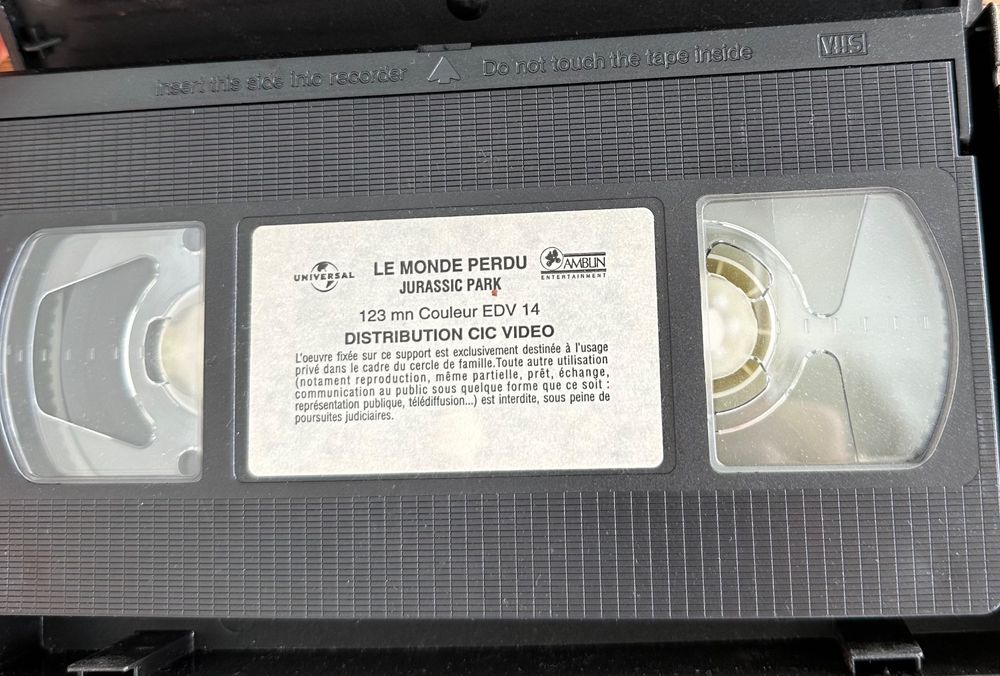 Insert this side into recorder Do not touch the tape inside VHS
UNIVERSAL LE MONDE PERDU AMBLIN
ENTERTAINMENT
JURASSIC PARK
123 mn Couleur EDV 14
DISTRIBUTION CIC VIDEO
L'oeuvre fixée sur ce support est exclusivement destinée à l'usage
privé dans le cadre du cercle de famille.Toute autre utilisation
(notament reproduction, même partielle, prêt, échange,
communication au public sous quelque forme que ce soit :
représentation publique, télédiffusion...) est interdite, sous peine de
poursuites judiciaires.